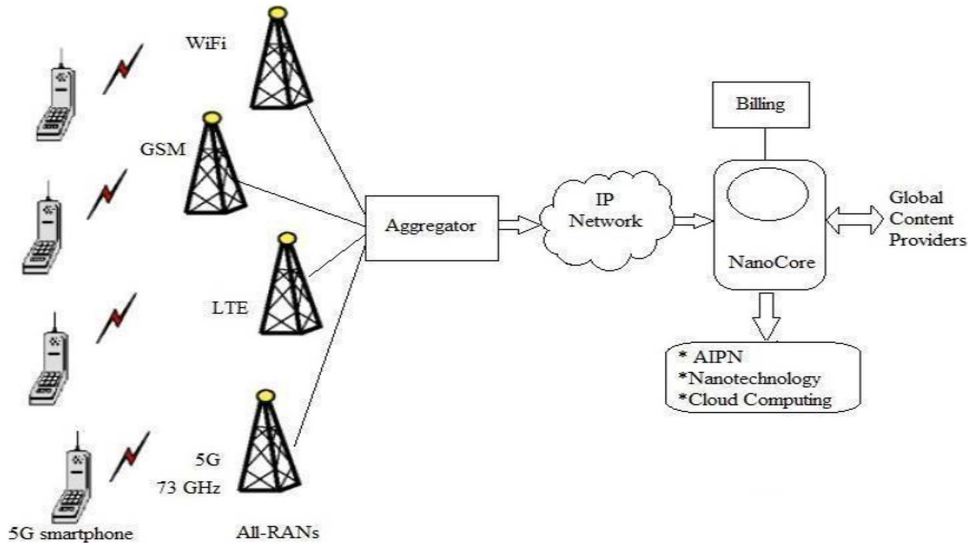 WiFi
GSM
LTE
5G
73 GHz
5G smartphone
All-RANs
Aggregator
IP
Network
Billing
NanoCore
Global
Content
Providers
* AIPN
*Nanotechnology
*Cloud Computing